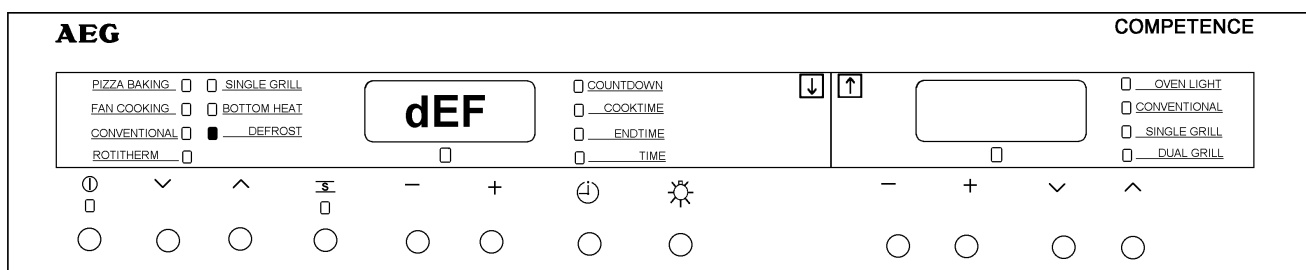 AEG
COMPETENCE
PIZZA BAKING
FAN COOKING
CONVENTIONAL
ROTITHERM
SINGLE GRILL
BOTTOM HEAT
DEFROST
dEF
COUNTDOWN
COOKTIME
ENDTIME
TIME
↓ ↑
OVEN LIGHT
CONVENTIONAL
SINGLE GRILL
DUAL GRILL
S
− +
− +